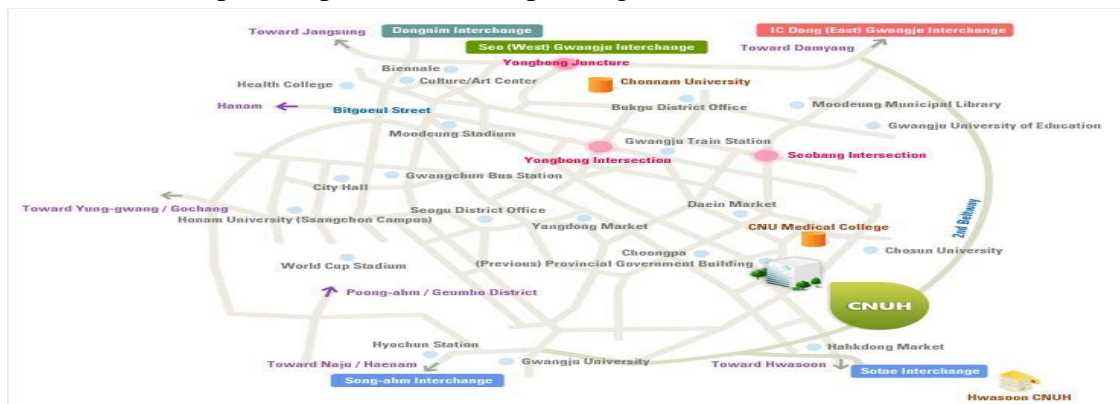 Toward Jangsung
Dongnim Interchange
IC Dong (East) Gwangju Interchange
Seo (West) Gwangju Interchange
Toward Damyang
Yongbong Juncture
Biennale
Culture/Art Center
Health College
Chonnam University
Hanam
Bitgoeul Street
Bukgu District Office
Moodeung Municipal Library
Moodeung Stadium
Gwangju University of Education
Gwangju Train Station
Yongbong Intersection
Seobang Intersection
Gwangchun Bus Station
City Hall
Toward Yung-gwang / Gochang
Honam University (Ssangchon Campus)
Seogu District Office
Daein Market
Yangdong Market
CNU Medical College
2nd Beltway
Choongpa
(Previous) Provincial Government Building
Chosun University
World Cup Stadium
Poong-ahm / Geumho District
CNUH
Hyochun Station
Hahkdong Market
Toward Naju / Haenam
Gwangju University
Toward Hwasoon
Song-ahm Interchange
Sotae Interchange
Hwasoon CNUH